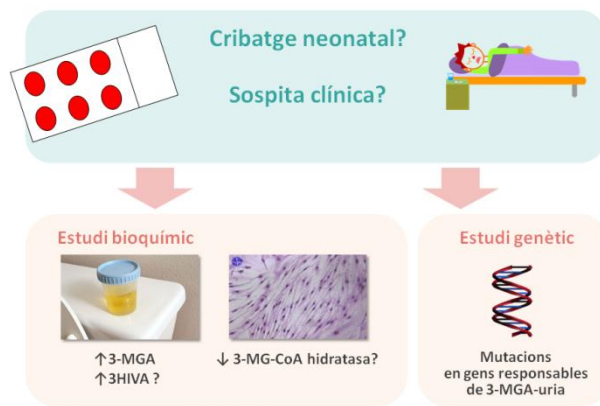 Cribatge neonatal?
Sospita clínica?
Estudi bioquímic
↑3-MGA
↑3HIVA ?
↓ 3-MG-CoA hidratasa?
Estudi genètic
Mutacions
en gens responsables
de 3-MGA-uria